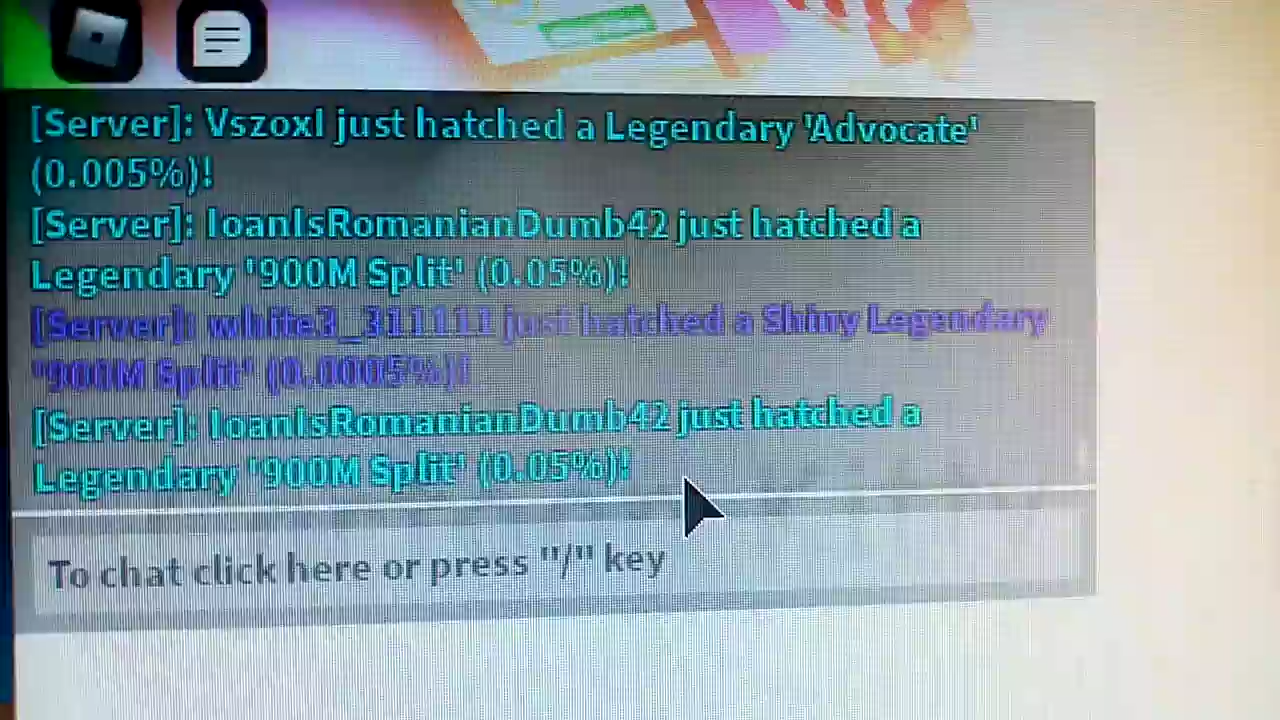 [Server]: Vszoxl just hatched a Legendary 'Advocate'
(0.005%)!
[Server]: IoanIsRomanianDumb42 just hatched a
Legendary '900M Split' (0.05%)!
[Server]: white3_311111 just hatched a Shiny Legendary
'900M Split' (0.0005%)!
[Server]: IoanIsRomanianDumb42 just hatched a
Legendary '900M Split' (0.05%)!
To chat click here or press "/" key